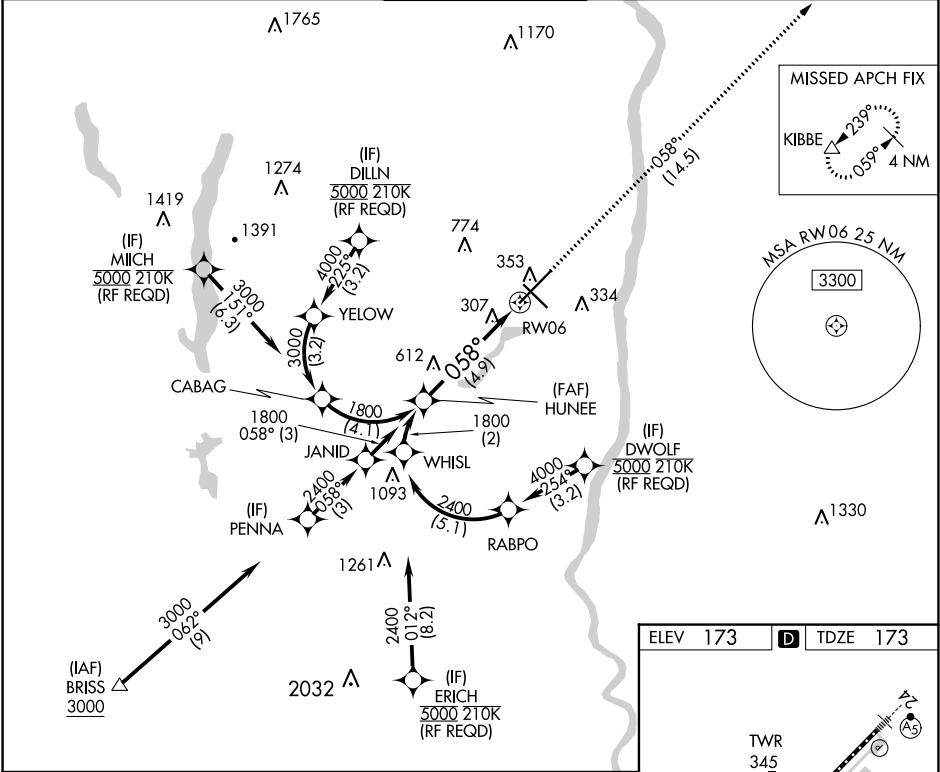 1765
1170
MISSED APCH FIX
KIBBE
239°
059°
4 NM
058°
(14.5)
(IF)
DILLN
5000 210K
(RF REQD)
1274
1419
1391
(IF)
MIICH
5000 210K
(RF REQD)
774
353
307
334
RW06
MSA RW06 25 NM
3300
4000
225°
(3.2)
YELOW
3000
151°
(6.3)
3000
(3.2)
612
058°
(4.9)
CABAG
1800
(4.1)
(FAF)
HUNEE
1800
058° (3)
1800
(2)
JANID
WHISL
(IF)
DWOLF
5000 210K
(RF REQD)
4000
254°
(3.2)
1093
2400
058°
(3)
2400
(5.1)
(IF)
PENNA
RABPO
1330
1261
3000
062°
(9)
2400
012°
(8.2)
(IAF)
BRISS
3000
2032
(IF)
ERICH
5000 210K
(RF REQD)
ELEV 173 D TDZE 173
24
A5
P
TWR
345